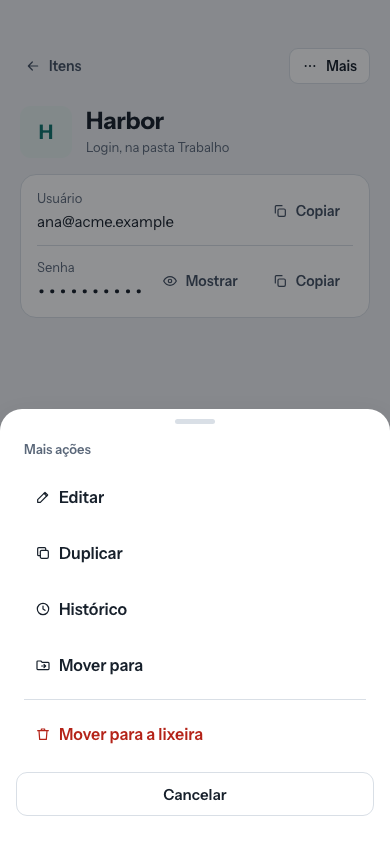 Itens
Mais
H
Harbor
Login, na pasta Trabalho
Usuário
ana@acme.example
Copiar
Senha
••••••••••
Mostrar
Copiar
Mais ações
Editar
Duplicar
Histórico
Mover para
Mover para a lixeira
Cancelar